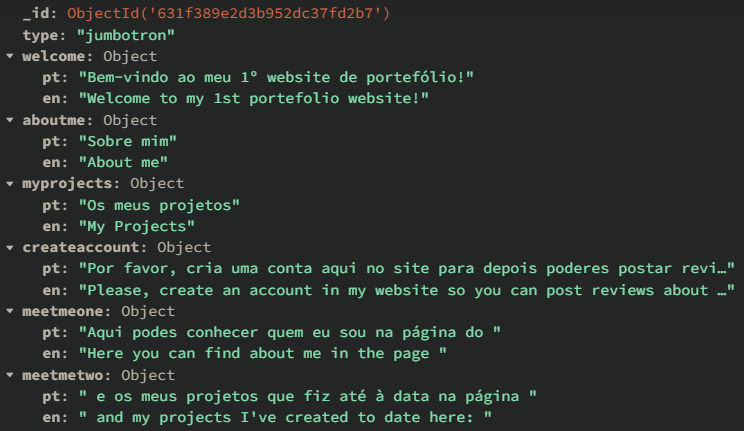 _id: ObjectId('631f389e2d3b952dc37fd2b7')
type: "jumbotron"
welcome: Object
pt: "Bem-vindo ao meu 1º website de portefólio!"
en: "Welcome to my 1st portefolio website!"
aboutme: Object
pt: "Sobre mim"
en: "About me"
myprojects: Object
pt: "Os meus projetos"
en: "My Projects"
createaccount: Object
pt: "Por favor, cria uma conta aqui no site para depois poderes postar revi…"
en: "Please, create an account in my website so you can post reviews about …"
meetmeone: Object
pt: "Aqui podes conhecer quem eu sou na página do "
en: "Here you can find about me in the page "
meetmetwo: Object
pt: " e os meus projetos que fiz até à data na página "
en: " and my projects I've created to date here: "